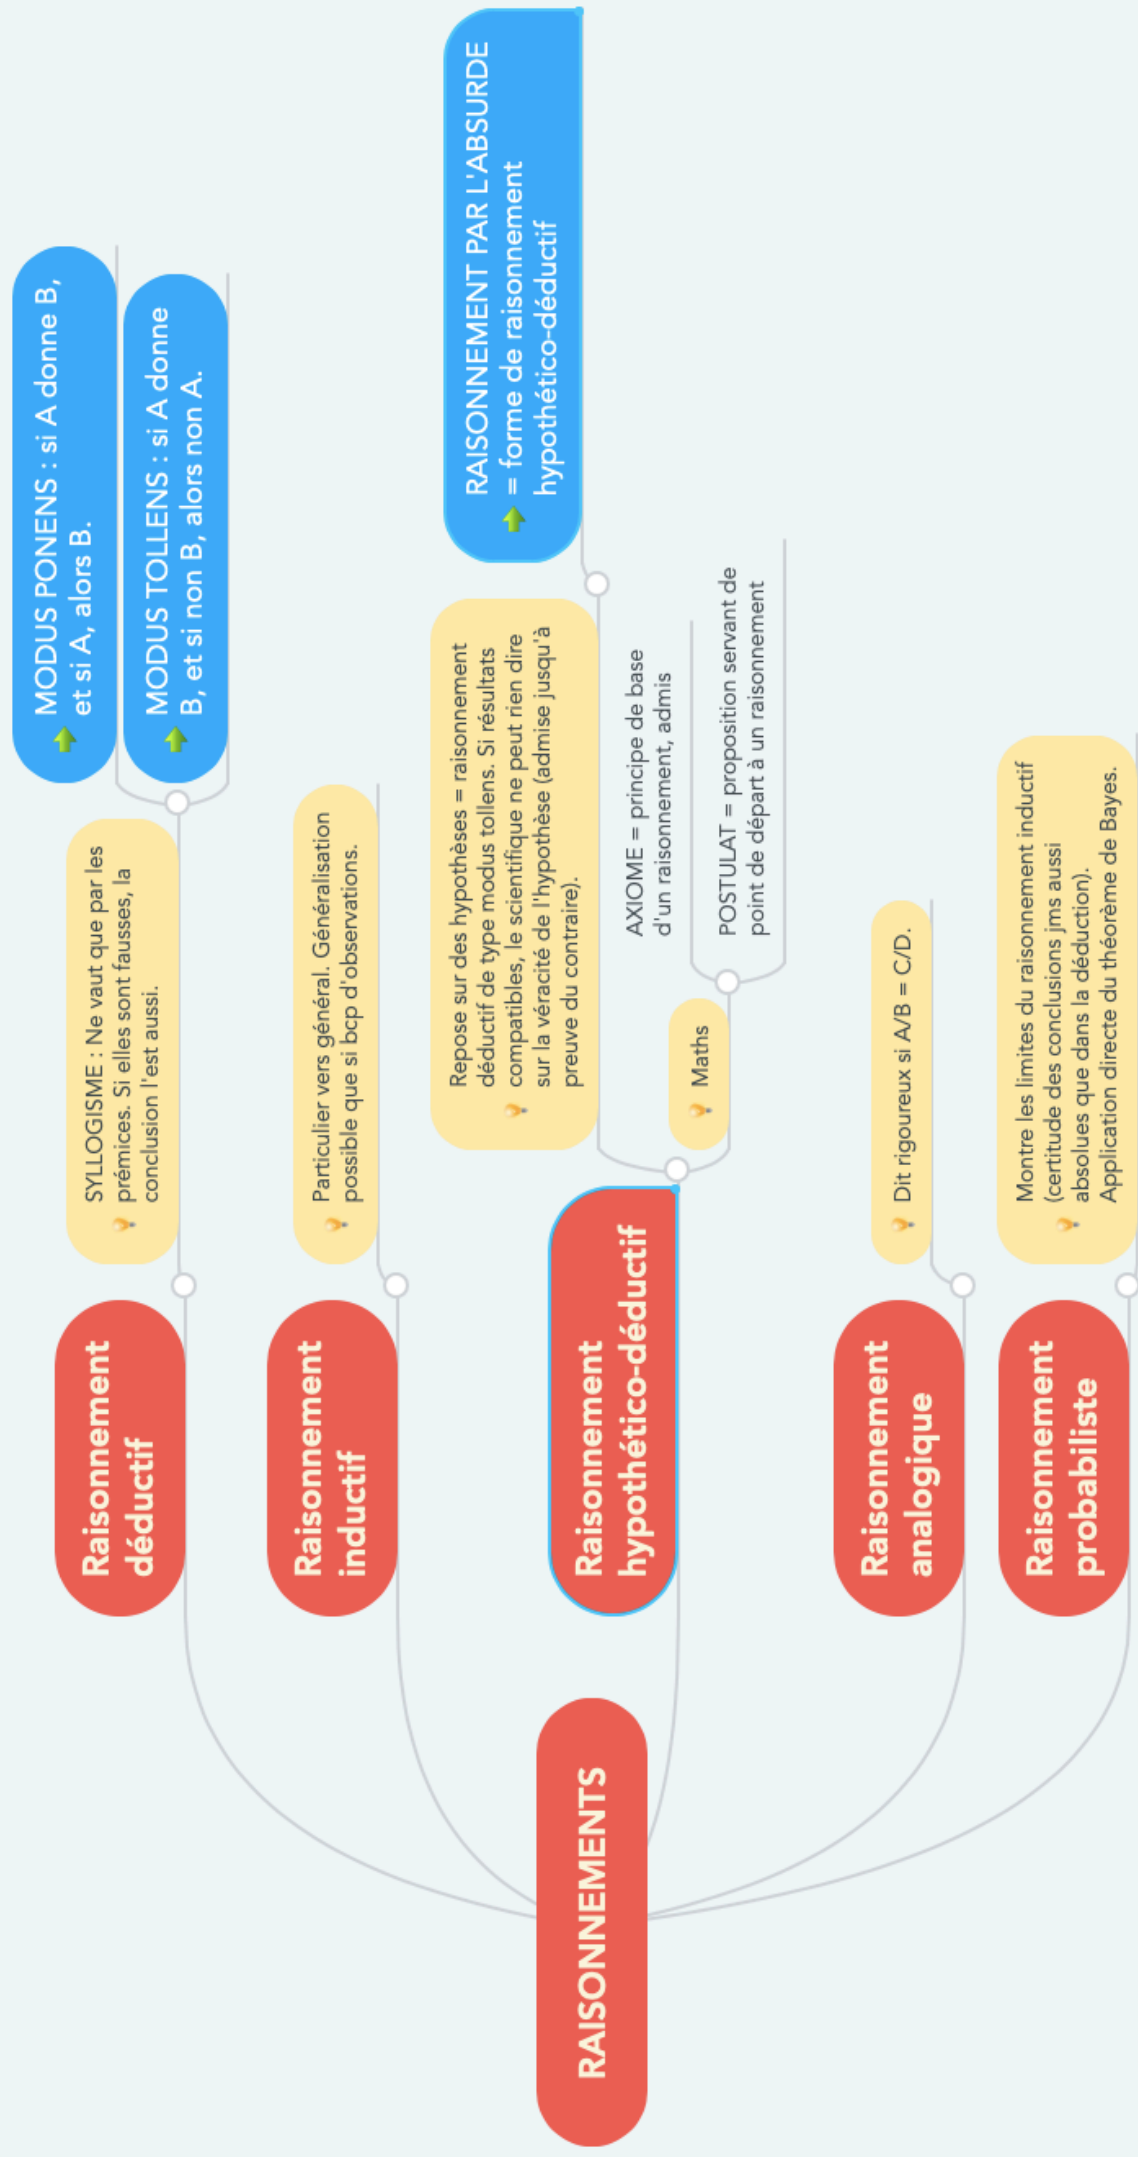 RAISONNEMENTS
Raisonnement
déductif
SYLLOGISME : Ne vaut que par les
prémices. Si elles sont fausses, la
conclusion l'est aussi.
MODUS PONENS : si A donne B,
et si A, alors B.
MODUS TOLLENS : si A donne
B, et si non B, alors non A.
Raisonnement
inductif
Particulier vers général. Généralisation
possible que si bcp d'observations.
Raisonnement
hypothético-déductif
Repose sur des hypothèses = raisonnement
déductif de type modus tollens. Si résultats
compatibles, le scientifique ne peut rien dire
sur la véracité de l'hypothèse (admise jusqu'à
preuve du contraire).
RAISONNEMENT PAR L'ABSURDE
= forme de raisonnement
hypothético-déductif
Maths
AXIOME = principe de base
d'un raisonnement, admis
POSTULAT = proposition servant de
point de départ à un raisonnement
Raisonnement
analogique
Dit rigoureux si A/B = C/D.
Raisonnement
probabiliste
Montre les limites du raisonnement inductif
(certitude des conclusions jms aussi
absolues que dans la déduction).
Application directe du théorème de Bayes.